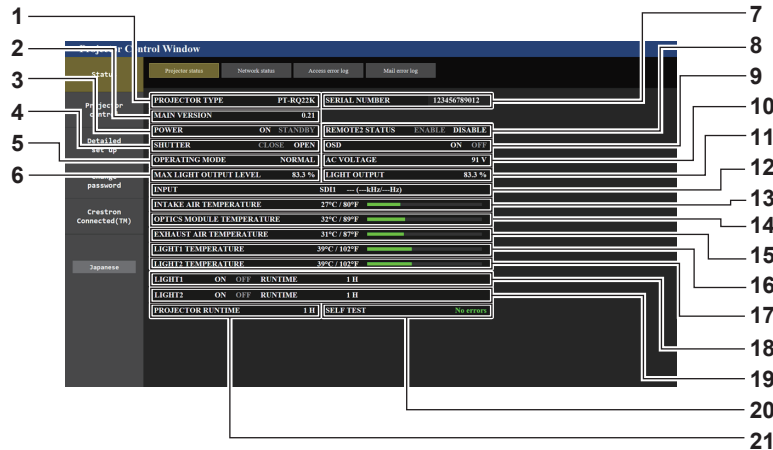 1
2
3
4
5
6
7
8
9
10
11
12
13
14
15
16
17
18
19
20
21
Projector Control Window
Status
Projector status
Network status
Access error log
Mail error log
Projector control
Detailed set up
Change password
Crestron Connected(TM)
Japanese
PROJECTOR TYPE PT-RQ22K SERIAL NUMBER 123456789012
MAIN VERSION 0.21
POWER ON STANDBY REMOTE2 STATUS ENABLE DISABLE
SHUTTER CLOSE OPEN OSD ON OFF
OPERATING MODE NORMAL AC VOLTAGE 91 V
MAX LIGHT OUTPUT LEVEL 83.3 % LIGHT OUTPUT 83.3 %
INPUT SDI1 --- (---kHz/---Hz)
INTAKE AIR TEMPERATURE 27°C / 80°F
OPTICS MODULE TEMPERATURE 32°C / 89°F
EXHAUST AIR TEMPERATURE 31°C / 87°F
LIGHT1 TEMPERATURE 39°C / 102°F
LIGHT2 TEMPERATURE 39°C / 102°F
LIGHT1 ON OFF RUNTIME 1 H
LIGHT2 ON OFF RUNTIME 1 H
PROJECTOR RUNTIME 1 H SELF TEST No errors